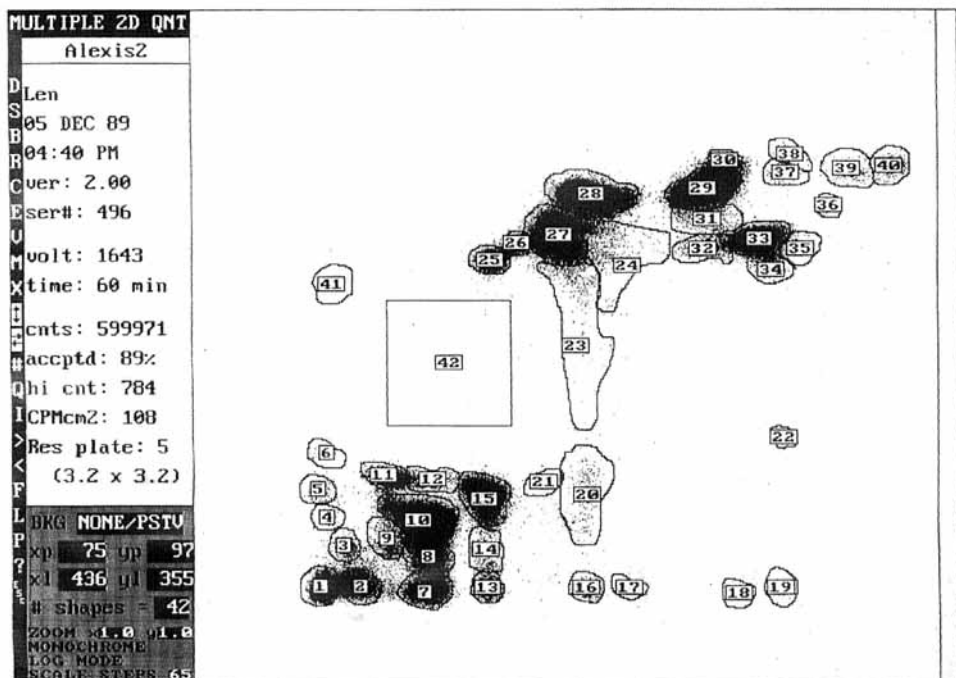 MULTIPLE 2D QNT
Alexis2
D
S
B
R
C
E
V
M
X
#
Q
I
>
<
F
L
P
?
Len
05 DEC 89
04:40 PM
ver: 2.00
ser#: 496
volt: 1643
time: 60 min
cnts: 599971
accptd: 89%
hi cnt: 784
CPMcm2: 108
Res plate: 5
(3.2 x 3.2)
BKG NONE/PSTV
xp 75 yp 97
xl 436 yl 355
# shapes = 42
ZOOM x1.0 y1.0
MONOCHROME
LOG MODE
SCALE STEPS 65
38
30
37
39
40
29
28
36
31
27
33
26
32
35
25
24
34
41
23
42
22
6
11
12
21
5
15
20
4
10
9
3
14
8
1
2
7
13
16
17
18
19